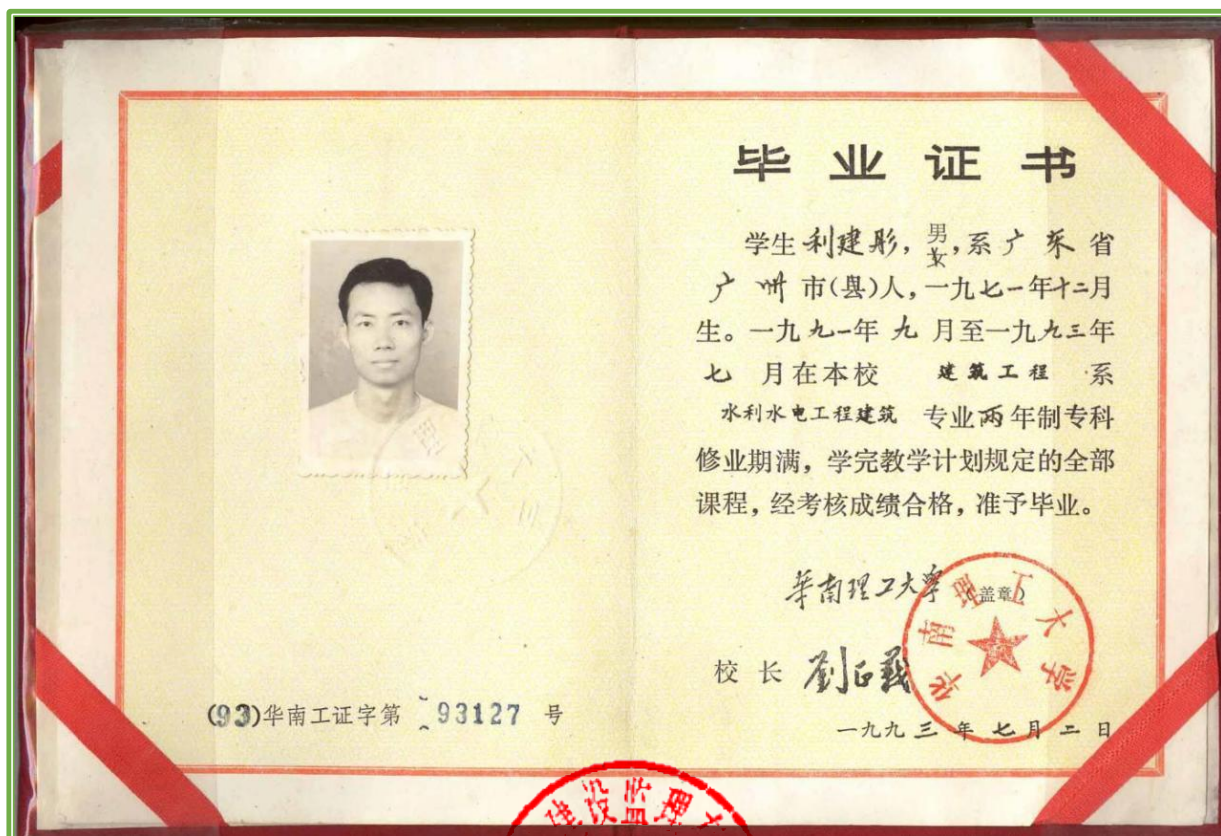 毕业证书
学生利建彤，男女，系广东省
广州市(县)人，一九七一年十二月
生。一九九一年九月至一九九三年
七月在本校 建筑工程 系
水利水电工程建筑 专业两年制专科
修业期满，学完教学计划规定的全部
课程，经考核成绩合格，准予毕业。
华南理工大学（盖章）
华南理工大学
校长 劉正義
一九九三年七月二日
(93)华南工证字第 93127 号
建设监理